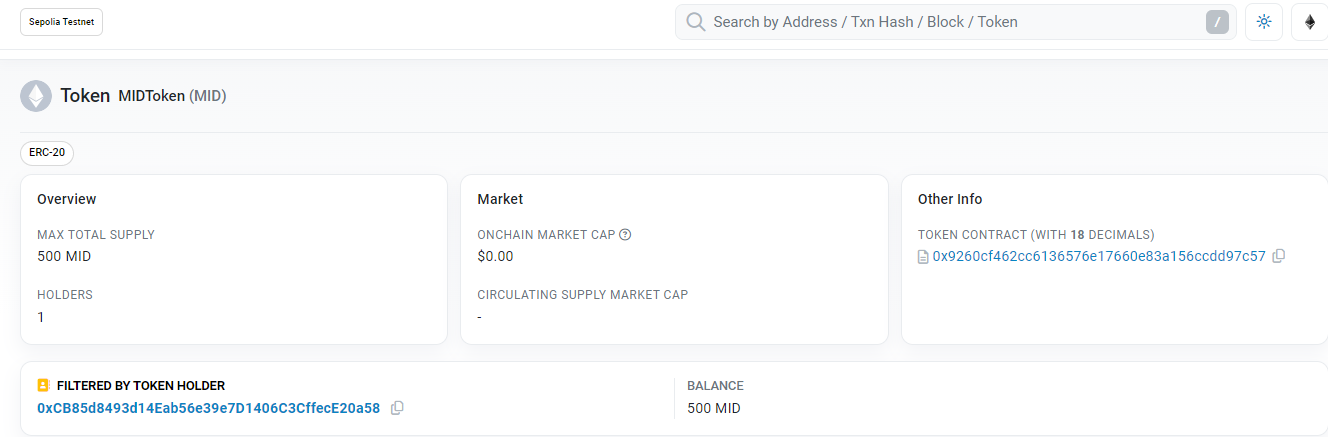 Sepolia Testnet
Search by Address / Txn Hash / Block / Token
/
Token MIDToken (MID)
ERC-20
Overview
MAX TOTAL SUPPLY
500 MID
HOLDERS
1
Market
ONCHAIN MARKET CAP
$0.00
CIRCULATING SUPPLY MARKET CAP
-
Other Info
TOKEN CONTRACT (WITH 18 DECIMALS)
0x9260cf462cc6136576e17660e83a156ccdd97c57
FILTERED BY TOKEN HOLDER
0xCB85d8493d14Eab56e39e7D1406C3CffecE20a58
BALANCE
500 MID